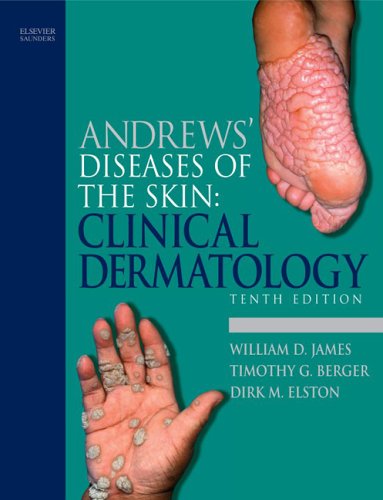 ELSEVIER
SAUNDERS
ANDREWS'
DISEASES OF
THE SKIN:
CLINICAL
DERMATOLOGY
TENTH EDITION
WILLIAM D. JAMES
TIMOTHY G. BERGER
DIRK M. ELSTON